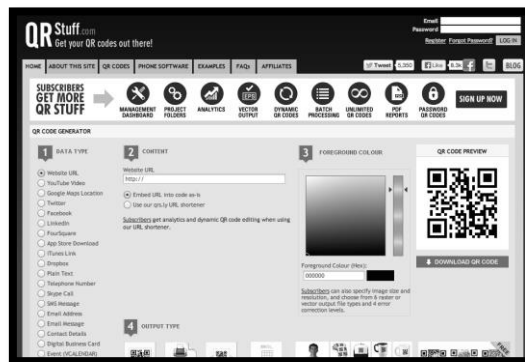 QR Stuff.com
Get your QR codes out there!
Email
Password
Register Forgot Password? LOG IN
HOME ABOUT THIS SITE QR CODES PHONE SOFTWARE EXAMPLES FAQs AFFILIATES
Tweet 5,550 Like 8.3k BLOG
SUBSCRIBERS
GET MORE
QR STUFF
MANAGEMENT
DASHBOARD
PROJECT
FOLDERS
ANALYTICS
EPS
VECTOR
OUTPUT
DYNAMIC
QR CODES
BATCH
PROCESSING
UNLIMITED
QR CODES
PDF
REPORTS
PASSWORD
QR CODES
SIGN UP NOW
QR CODE GENERATOR
1 DATA TYPE
Website URL
YouTube Video
Google Maps Location
Twitter
Facebook
LinkedIn
FourSquare
App Store Download
iTunes Link
Dropbox
Plain Text
Telephone Number
Skype Call
SMS Message
Email Address
Email Message
Contact Details
Digital Business Card
Event (VCALENDAR)
2 CONTENT
Website URL
http://
Embed URL into code as-is
Use our qrs.ly URL shortener
Subscribers get analytics and dynamic QR code editing when using
our URL shortener.
3 FOREGROUND COLOUR
Foreground Colour (Hex):
000000
Subscribers can also specify image size and
resolution, and choose from 6 raster or
vector output file types and 4 error
correction levels.
QR CODE PREVIEW
DOWNLOAD QR CODE
4 OUTPUT TYPE